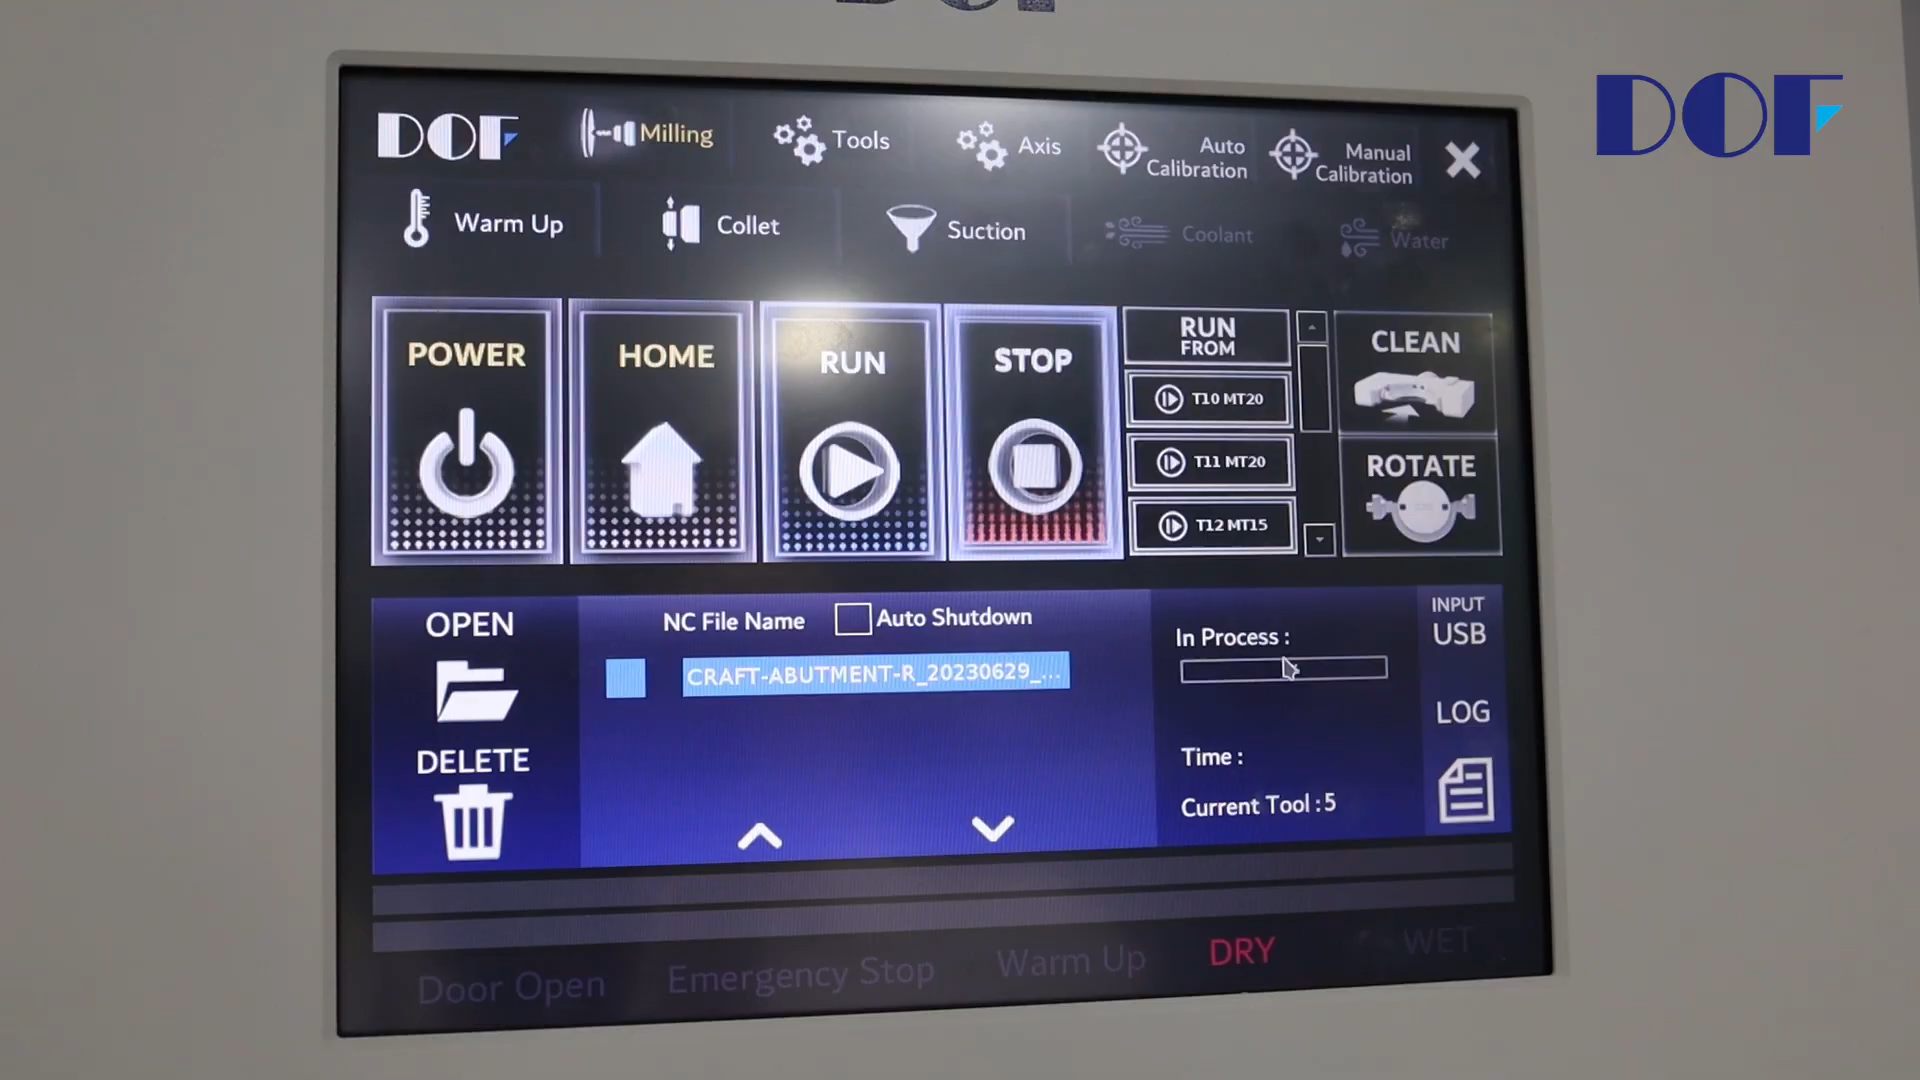 DOF
DOF
DOF
Milling
Tools
Axis
Auto
Calibration
Manual
Calibration
Warm Up
Collet
Suction
Coolant
Water
POWER
HOME
RUN
STOP
RUN
FROM
T10 MT20
T11 MT20
T12 MT15
CLEAN
ROTATE
OPEN
DELETE
NC File Name
Auto Shutdown
CRAFT-ABUTMENT-R_20230629_...
In Process :
Time :
Current Tool : 5
INPUT
USB
LOG
Door Open
Emergency Stop
Warm Up
DRY
WET